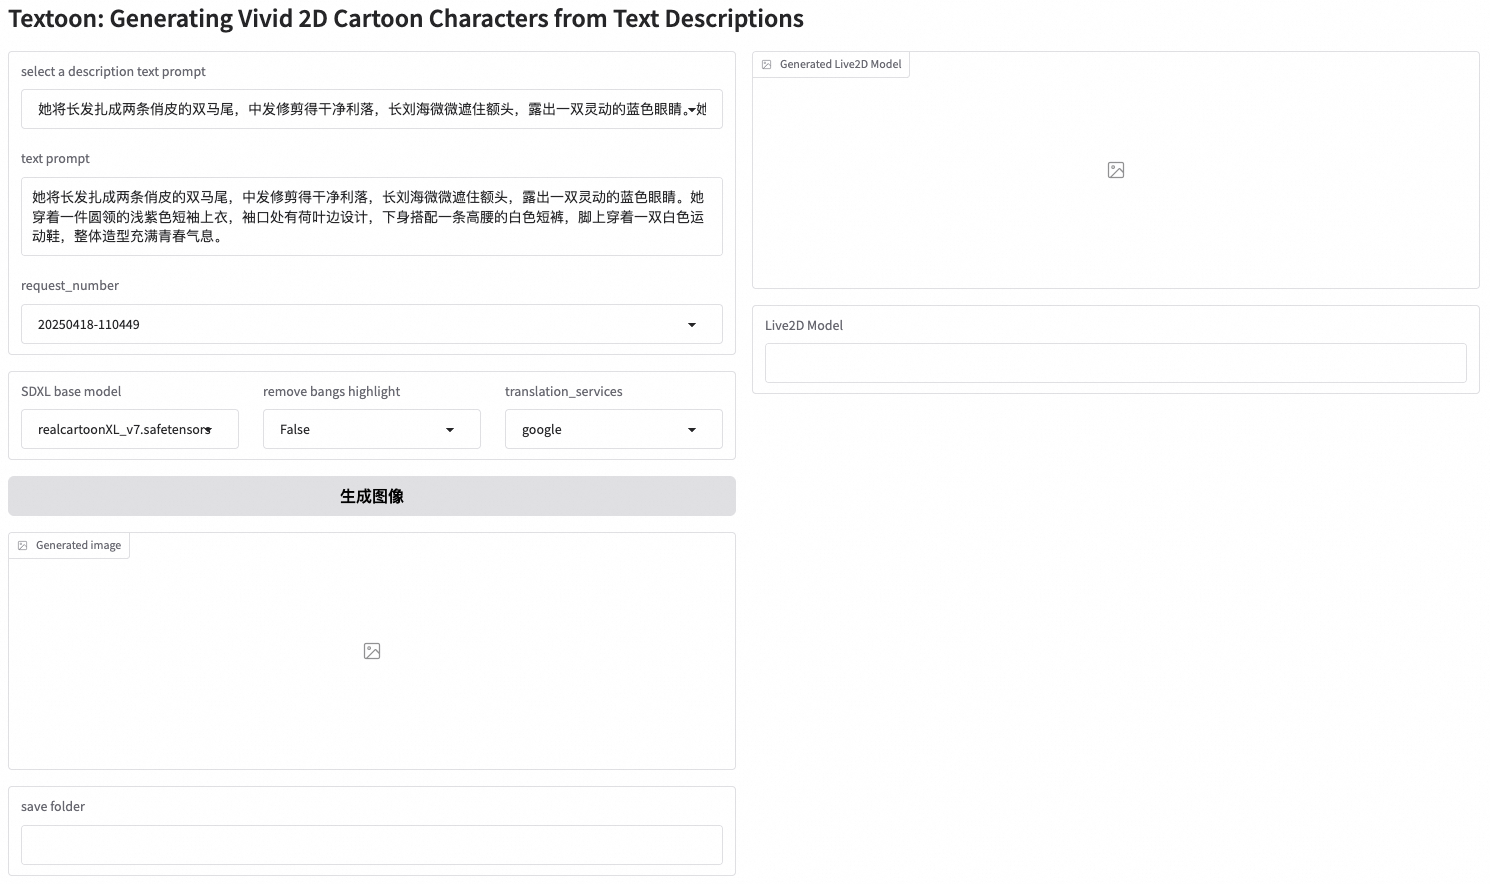 Textoon: Generating Vivid 2D Cartoon Characters from Text Descriptions
select a description text prompt
她将长发扎成两条俏皮的双马尾，中发修剪得干净利落，长刘海微微遮住额头，露出一双灵动的蓝色眼睛。她
text prompt
她将长发扎成两条俏皮的双马尾，中发修剪得干净利落，长刘海微微遮住额头，露出一双灵动的蓝色眼睛。她
穿着一件圆领的浅紫色短袖上衣，袖口处有荷叶边设计，下身搭配一条高腰的白色短裤，脚上穿着一双白色运
动鞋，整体造型充满青春气息。
request_number
20250418-110449
SDXL base model
remove bangs highlight
translation_services
realcartoonXL_v7.safetensors
False
google
生成图像
Generated image
save folder
Generated Live2D Model
Live2D Model